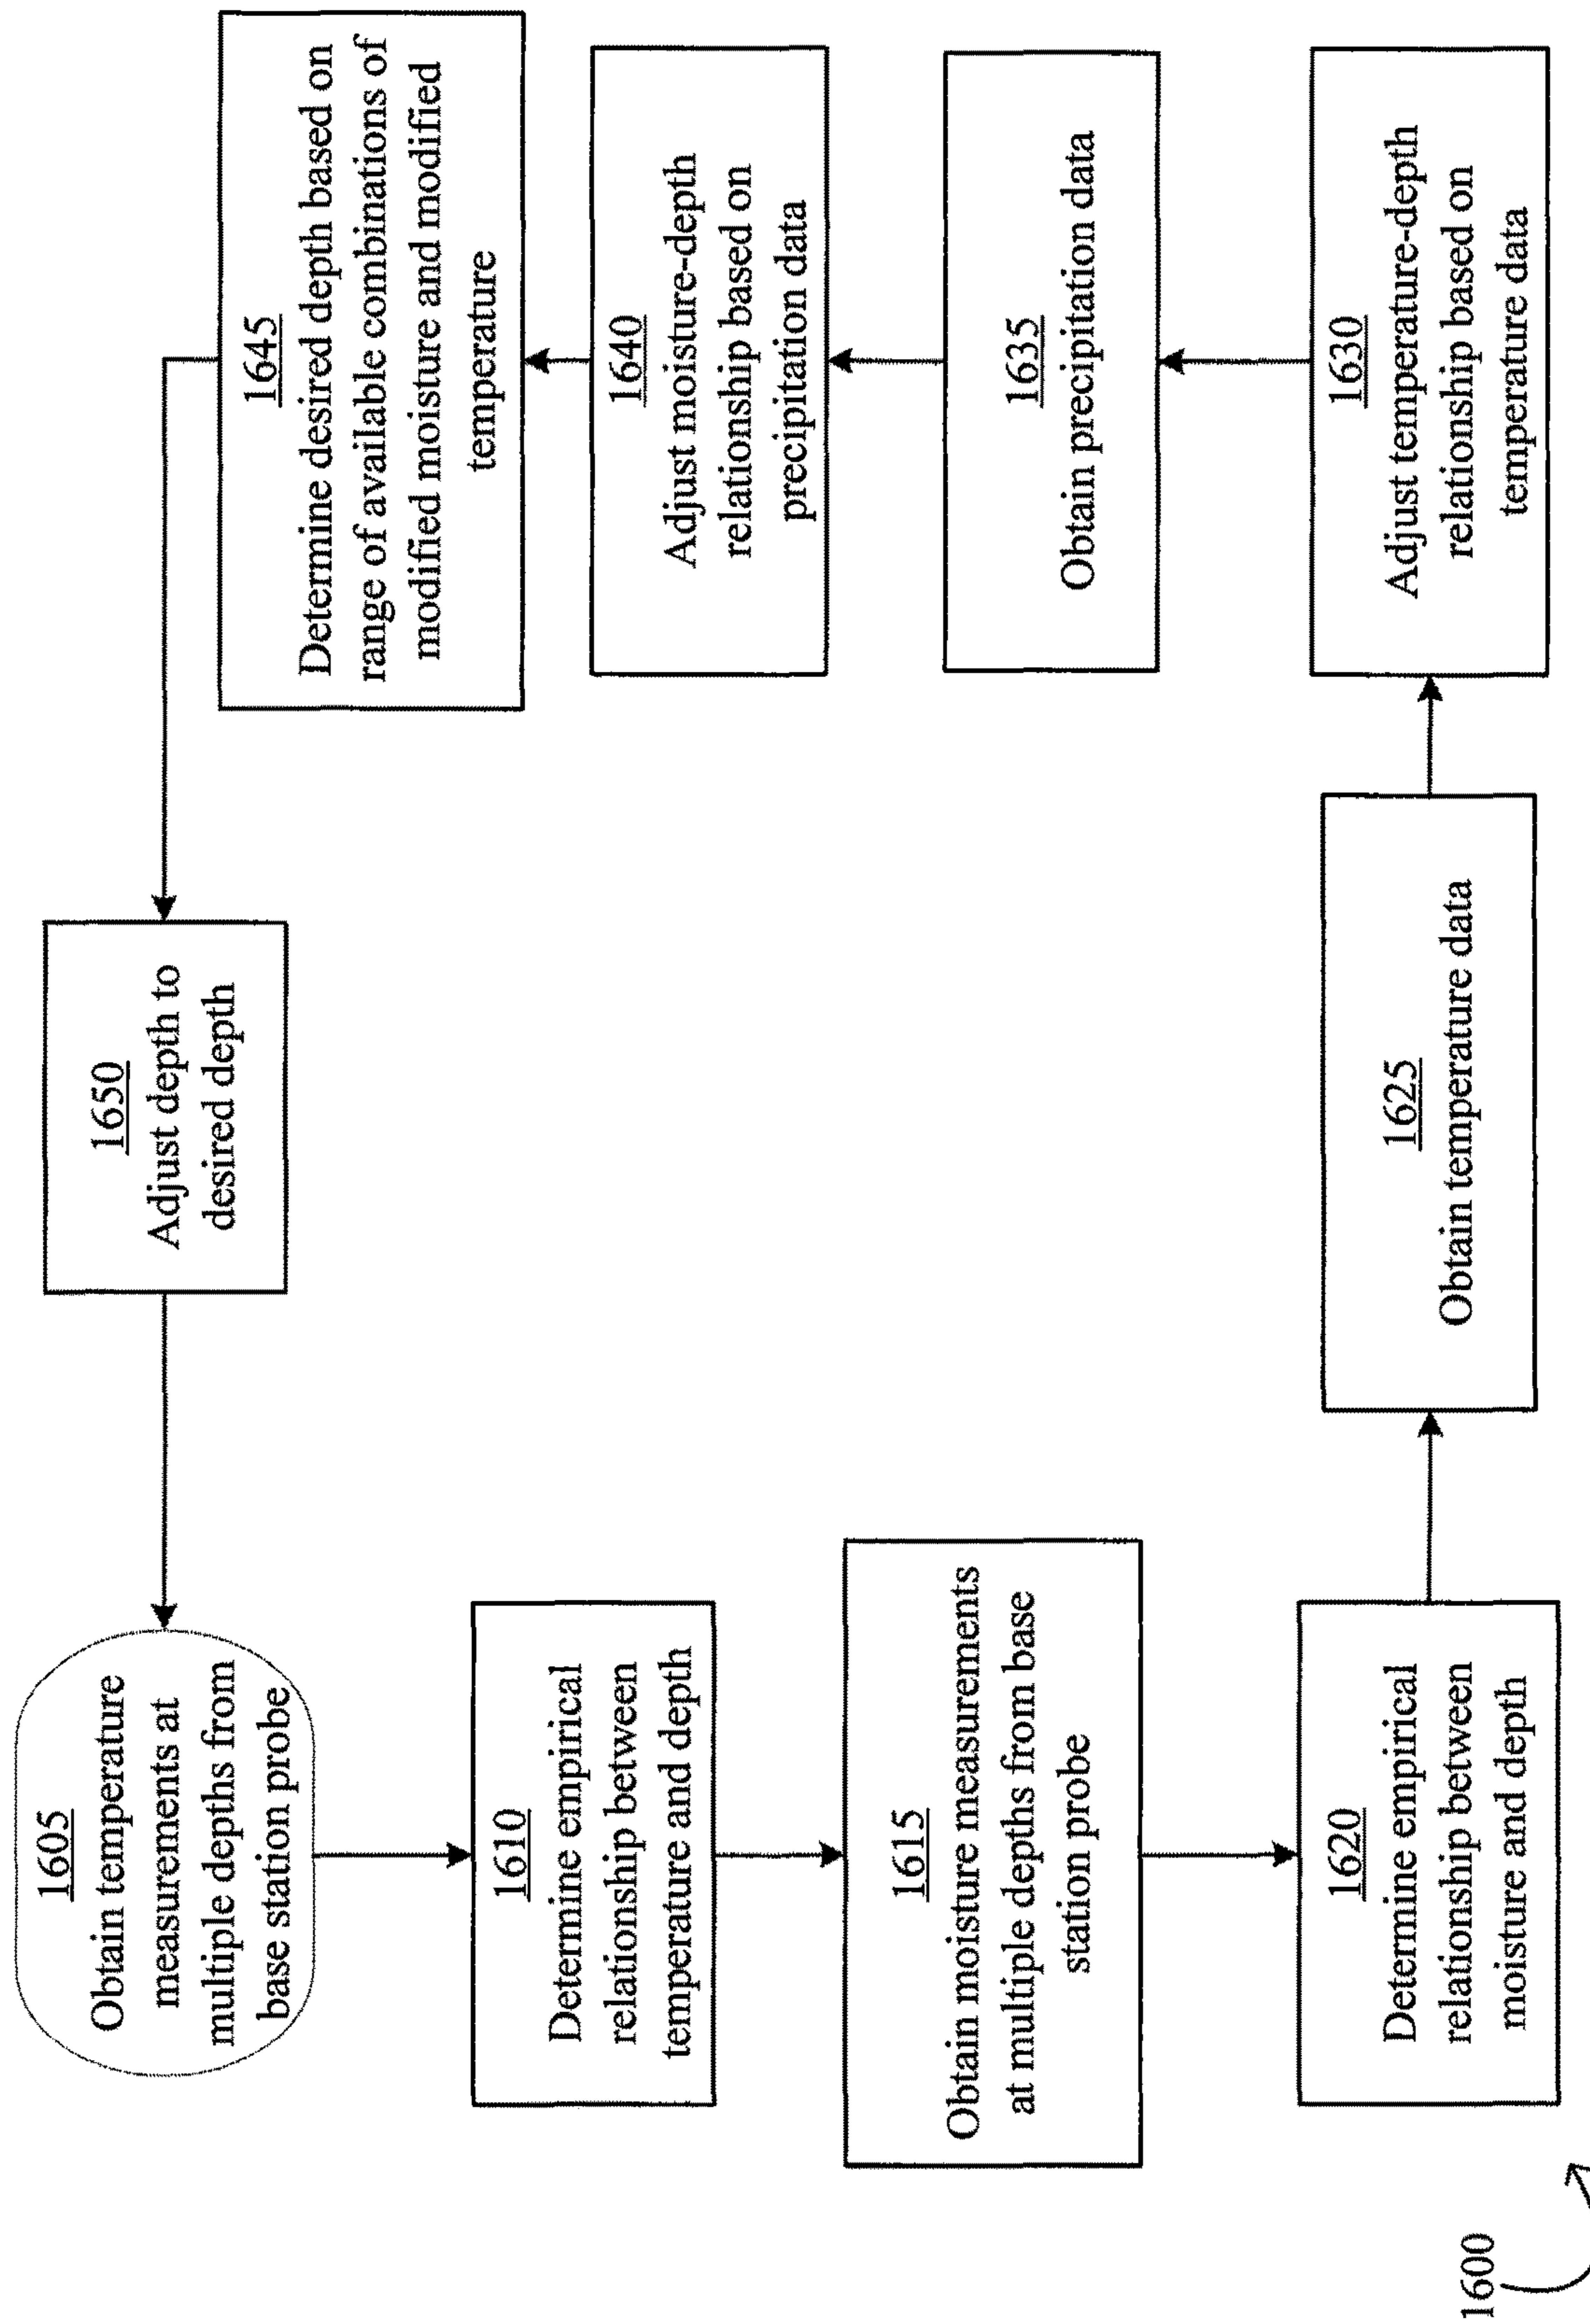 1605
Obtain temperature
measurements at
multiple depths from
base station probe
1610
Determine empirical
relationship between
temperature and depth
1615
Obtain moisture measurements
at multiple depths from base
station probe
1620
Determine empirical
relationship between
moisture and depth
1625
Obtain temperature data
1630
Adjust temperature-depth
relationship based on
temperature data
1635
Obtain precipitation data
1640
Adjust moisture-depth
relationship based on
precipitation data
1645
Determine desired depth based on
range of available combinations of
modified moisture and modified
temperature
1650
Adjust depth to
desired depth
1600